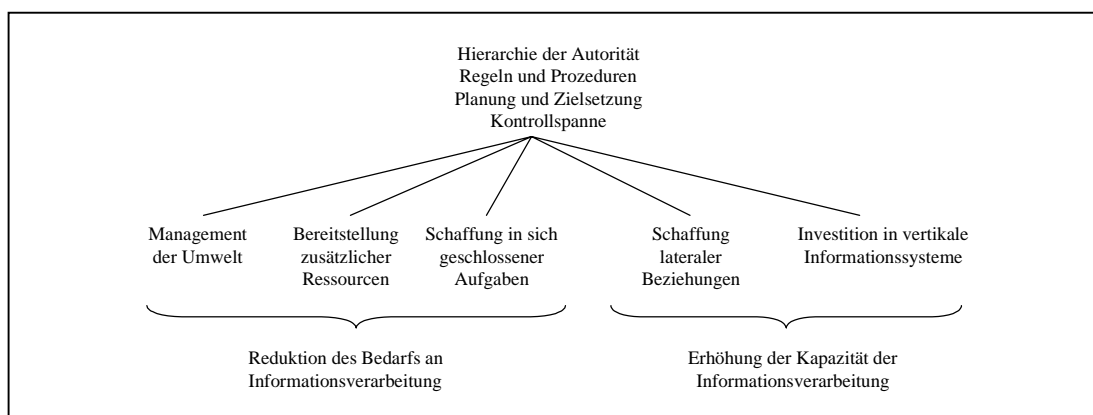 Hierarchie der Autorität
Regeln und Prozeduren
Planung und Zielsetzung
Kontrollspanne
Management
der Umwelt
Bereitstellung
zusätzlicher
Ressourcen
Schaffung in sich
geschlossener
Aufgaben
Schaffung
lateraler
Beziehungen
Investition in vertikale
Informationssysteme
Reduktion des Bedarfs an
Informationsverarbeitung
Erhöhung der Kapazität der
Informationsverarbeitung